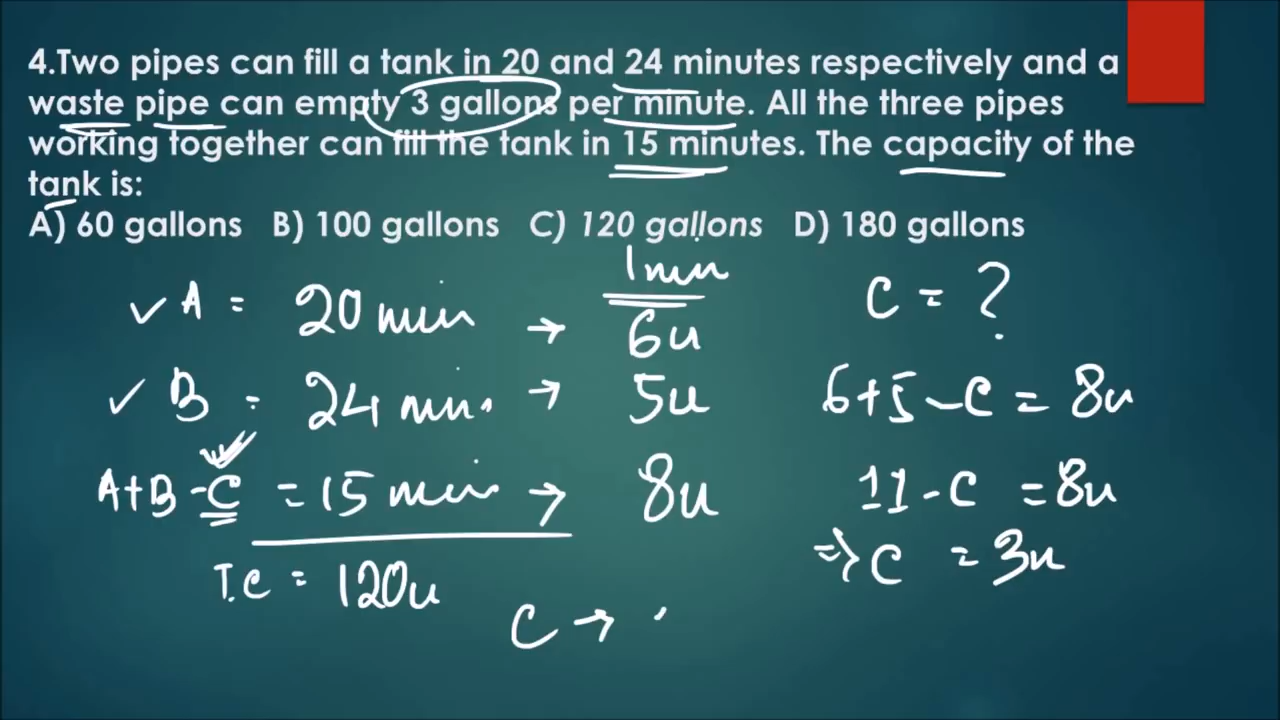 4.Two pipes can fill a tank in 20 and 24 minutes respectively and a
waste pipe can empty 3 gallons per minute. All the three pipes
working together can fill the tank in 15 minutes. The capacity of the
tank is:
A) 60 gallons B) 100 gallons C) 120 gallons D) 180 gallons
1 min
✓ A = 20 min → 6u
✓ B = 24 min → 5u
A+B -C = 15 min → 8u
T.C = 120u
C →
C = ?
6+5-C = 8u
11-C = 8u
⇒ C = 3u